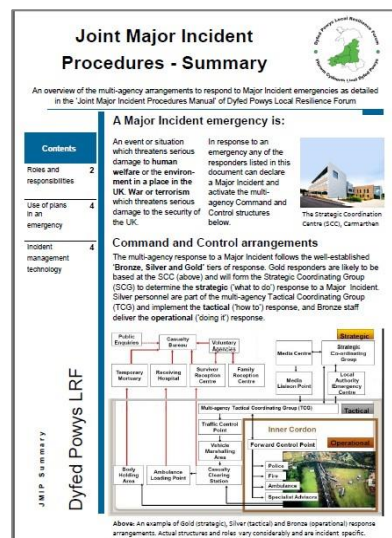 Joint Major Incident
Procedures - Summary
An overview of the multi-agency arrangements to respond to Major Incident emergencies as detailed
in the 'Joint Major Incident Procedures Manual' of Dyfed Powys Local Resilience Forum
Contents
Roles and 2
responsibilities
Use of plans 4
in an
emergency
Incident 4
management
technology
JMIP Summary
Dyfed Powys LRF
A Major Incident emergency is:
An event or situation
which threatens serious
damage to human
welfare or the environ-
ment in a place in the
UK. War or terrorism
which threatens serious
damage to the security of
the UK.
In response to an
emergency any of the
responders listed in this
document can declare
a Major Incident and
activate the multi-
agency Command and
Control structures
below.
The Strategic Coordination
Centre (SCC), Carmarthen
Command and Control arrangements
The multi-agency response to a Major Incident follows the well-established
'Bronze, Silver and Gold' tiers of response. Gold responders are likely to be
based at the SCC (above) and will form the Strategic Coordinating Group
(SCG) to determine the strategic ('what to do') response to a Major Incident.
Silver personnel are part of the multi-agency Tactical Coordinating Group
(TCG) and implement the tactical ('how to') response, and Bronze staff
deliver the operational ('doing it') response.
Public
Enquiries
Casualty
Bureau
Voluntary
Agencies
Strategic
Media Centre
Strategic
Co-ordinating
Group
Temporary
Mortuary
Receiving
Hospital
Survivor
Reception
Centre
Family
Reception
Centre
Media
Liaison Point
Local
Authority
Emergency
Centre
Multi-agency Tactical Coordinating Group (TCG)
Tactical
Traffic Control
Point
Inner Cordon
Vehicle
Marshalling
Area
Forward Control Point
Operational
Body
Holding
Area
Ambulance
Loading Point
Casualty
Clearing
Station
Police
Fire
Ambulance
Specialist Advisors
Above: An example of Gold (strategic), Silver (tactical) and Bronze (operational) response
arrangements. Actual structures and roles vary considerably and are incident specific.